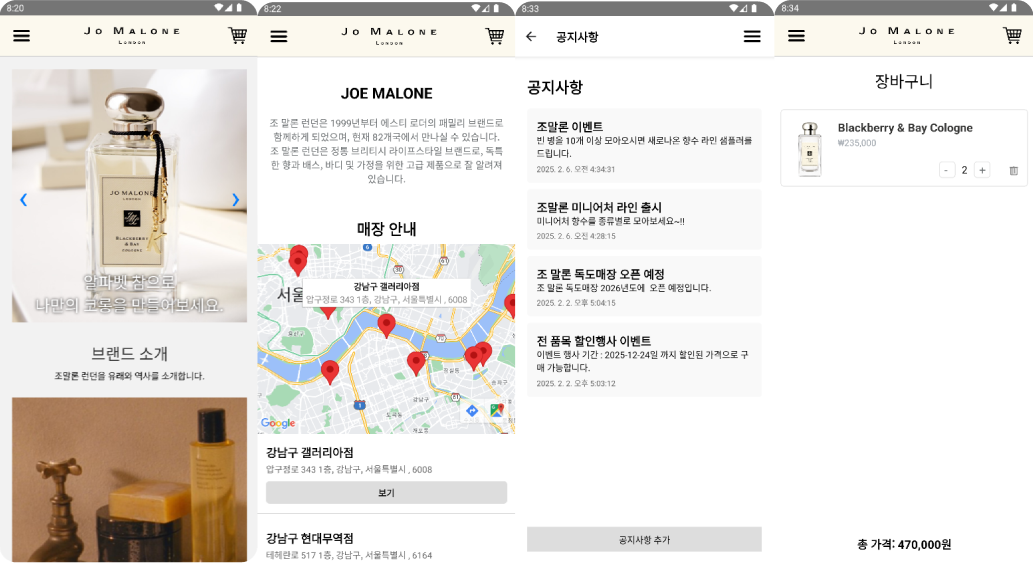 8:20
JO MALONE
LONDON
JO MALONE
LONDON
BLACKBERRY
& BAY
COLOGNE
알파벳 참으로
나만의 코롱을 만들어보세요.
브랜드 소개
조말론 런던을 유래와 역사를 소개합니다.
8:22
JO MALONE
LONDON
JOE MALONE
조 말론 런던은 1999년부터 에스티 로더의 패밀리 브랜드로
함께하게 되었으며, 현재 82개국에서 만나실 수 있습니다.
조 말론 런던은 정통 브리티시 라이프스타일 브랜드로, 독특
한 향과 배스, 바디 및 가정을 위한 고급 제품으로 잘 알려져
있습니다.
매장 안내
강남구 갤러리아점
압구정로 343 1층, 강남구, 서울특별시 , 6008
서울
강남구
Google
강남구 갤러리아점
압구정로 343 1층, 강남구, 서울특별시 , 6008
보기
강남구 현대무역점
테헤란로 517 1층, 강남구, 서울특별시 , 6164
8:33
공지사항
공지사항
조말론 이벤트
빈 병을 10개 이상 모아오시면 새로나온 향수 라인 샘플러를
드립니다.
2025. 2. 6. 오전 4:34:31
조말론 미니어처 라인 출시
미니어처 향수를 종류별로 모아보세요~!!
2025. 2. 6. 오전 4:28:15
조 말론 독도매장 오픈 예정
조 말론 독도매장 2026년도에 오픈 예정입니다.
2025. 2. 2. 오후 5:04:15
전 품목 할인행사 이벤트
이벤트 행사 기간 : 2025-12-24일 까지 할인된 가격으로 구
매 가능합니다.
2025. 2. 2. 오후 5:03:12
공지사항 추가
8:34
JO MALONE
LONDON
장바구니
Blackberry & Bay Cologne
₩235,000
- 2 +
총 가격: 470,000원